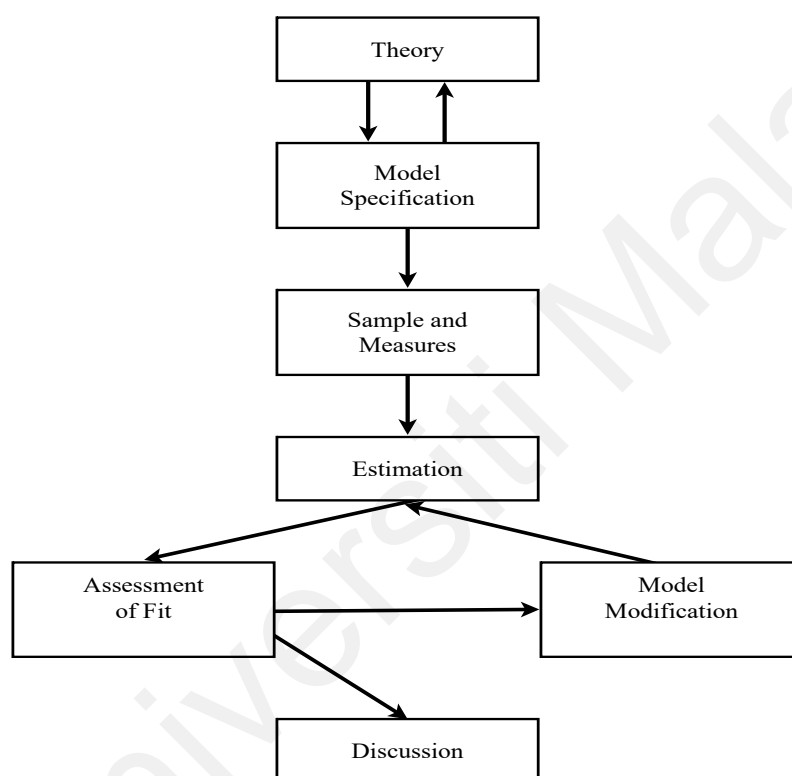 Theory
Model
Specification
Sample and
Measures
Estimation
Assessment
of Fit
Model
Modification
Discussion